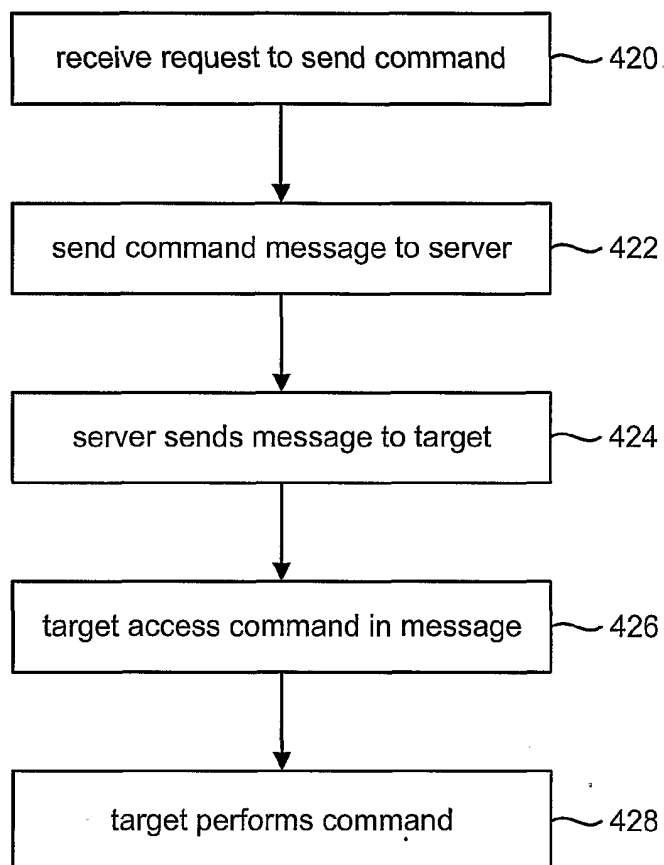 receive request to send command 420
send command message to server 422
server sends message to target 424
target access command in message 426
target performs command 428